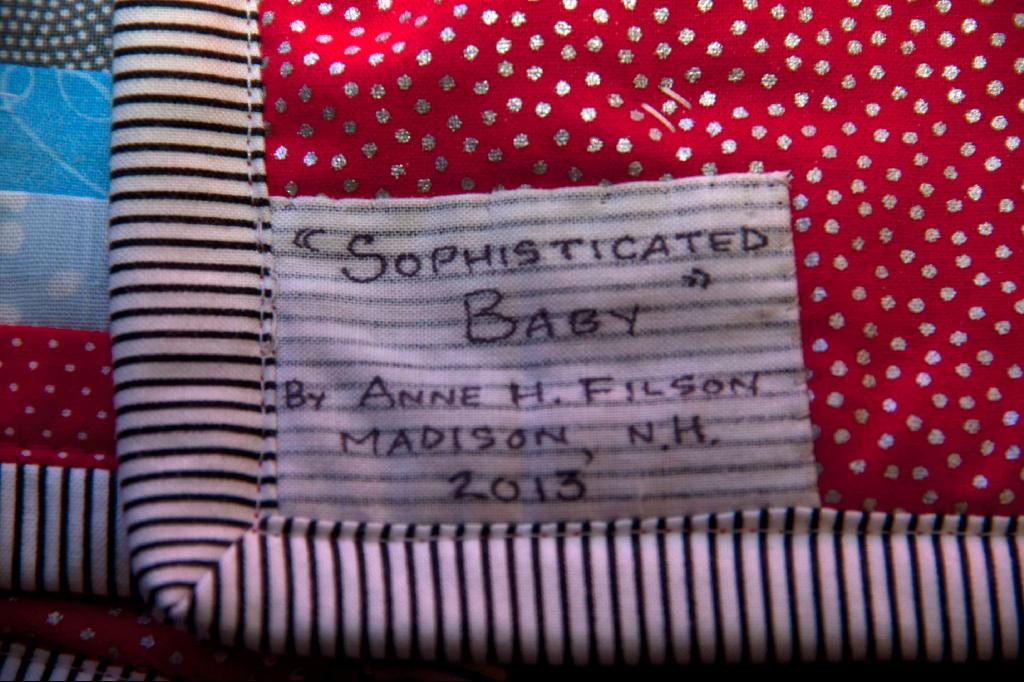 “SOPHISTICATED
BABY”
BY ANNE H. FILSON
MADISON, N.H.
2013